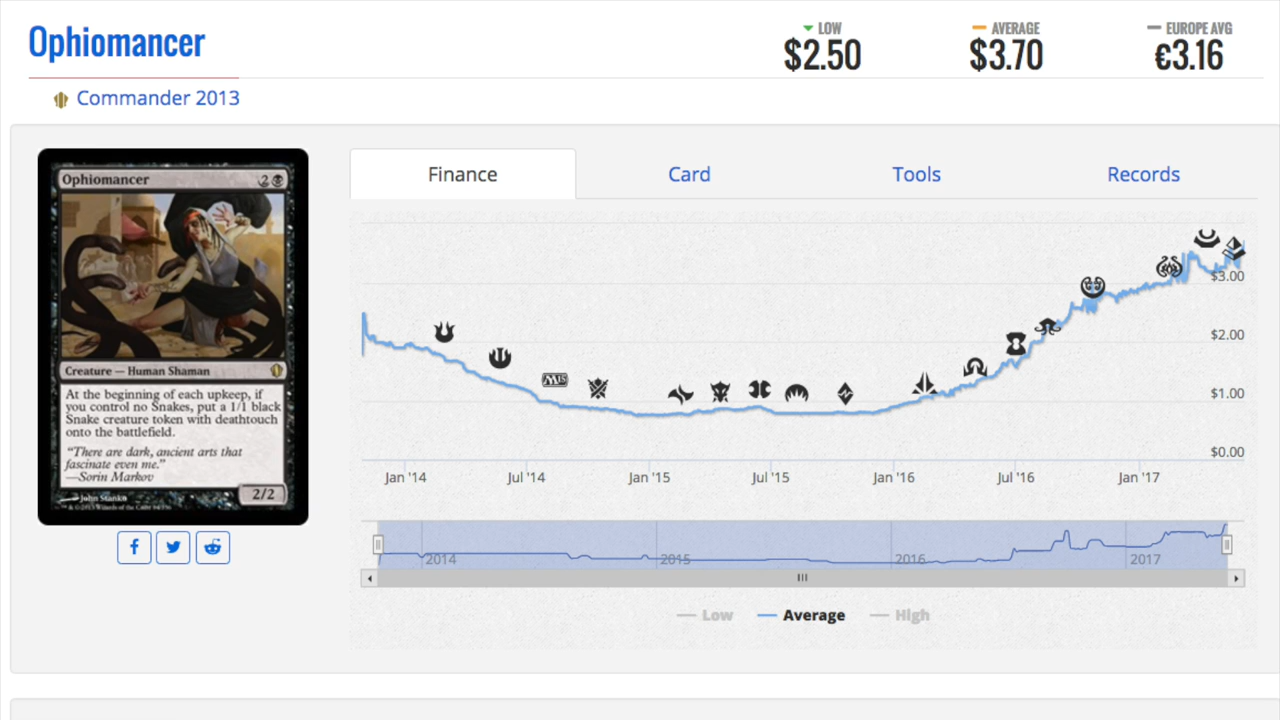 Ophiomancer
LOW
$2.50
AVERAGE
$3.70
EUROPE AVG
€3.16
Commander 2013
Ophiomancer 2
Creature — Human Shaman
At the beginning of each upkeep, if
you control no Snakes, put a 1/1 black
Snake creature token with deathtouch
onto the battlefield.
“There are dark, ancient arts that
fascinate even me.”
—Sorin Markov
John Stanko
2/2
Finance
Card
Tools
Records
$3.00
$2.00
$1.00
$0.00
M15
Jan '14
Jul '14
Jan '15
Jul '15
Jan '16
Jul '16
Jan '17
2014
2015
2016
2017
Low
Average
High